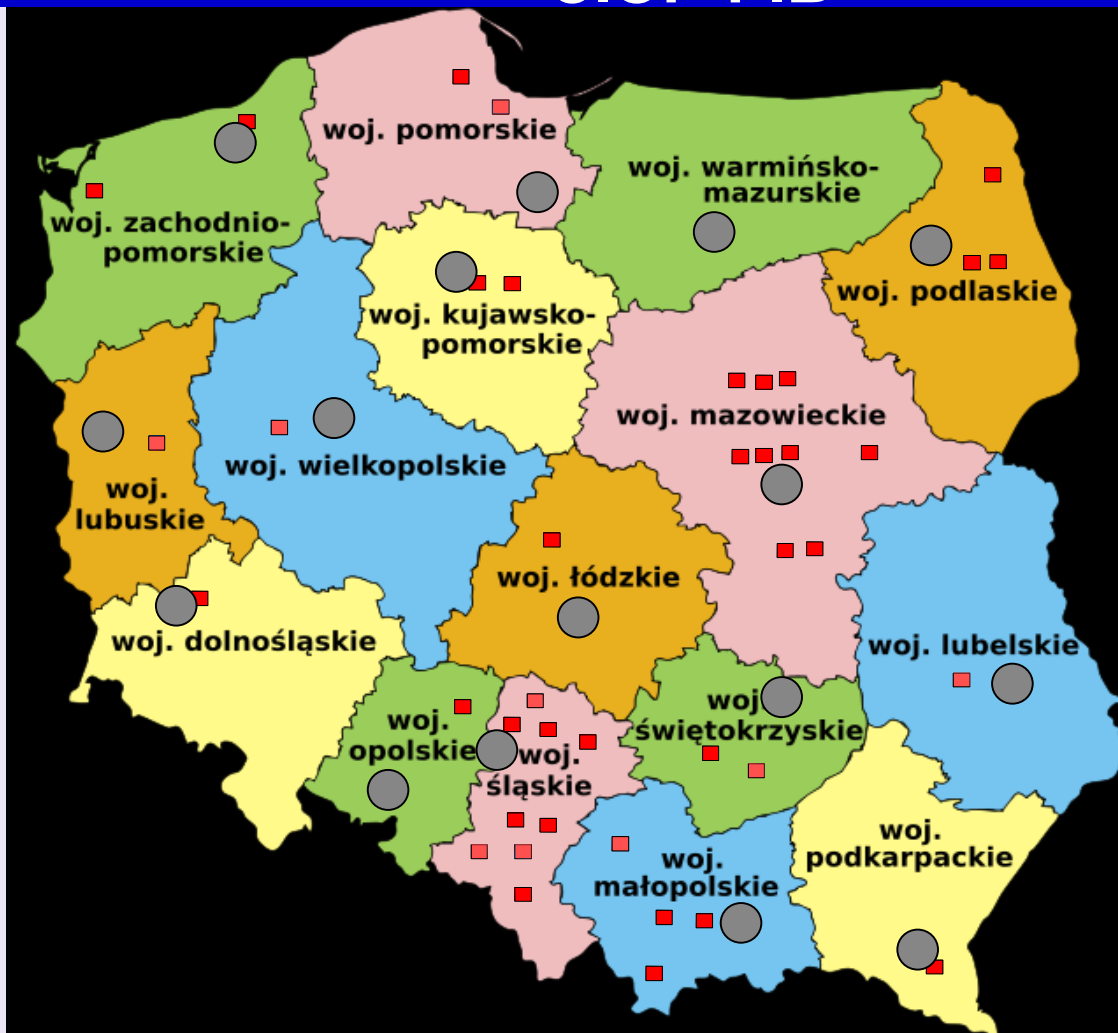 woj. pomorskie
woj. warmińsko-
mazurskie
woj. zachodnio-
pomorskie
woj. podlaskie
woj. kujawsko-
pomorskie
woj. mazowieckie
woj. wielkopolskie
woj.
lubuskie
woj. łódzkie
woj. dolnośląskie
woj. lubelskie
woj.
opolskie
woj
świętokrzyskie
woj.
śląskie
woj.
podkarpackie
woj.
małopolskie